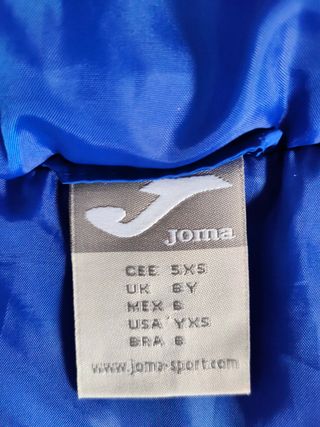 Joma
CEE 5XS
UK 6Y
MEX 6
USA YXS
BRA 6
www.joma-sport.com